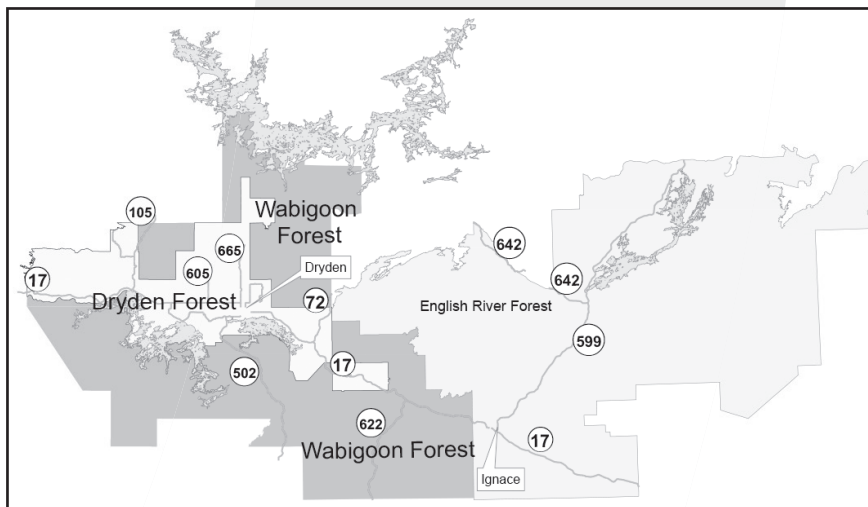 105
Wabigoon
Forest
665
642
605
Dryden
17
642
Dryden Forest
72
English River Forest
599
17
502
622
17
Wabigoon Forest
Ignace